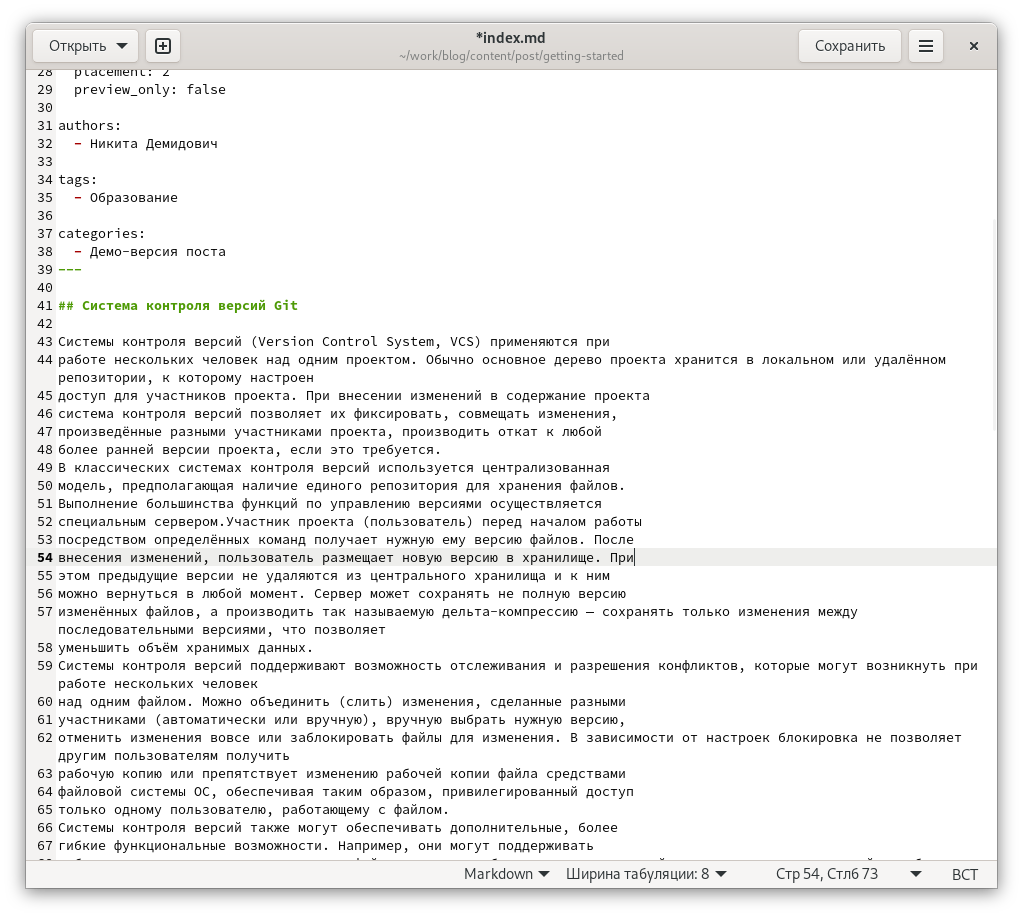 Открыть
*index.md
~/work/blog/content/post/getting-started
Сохранить
28 placement: 2
29 preview_only: false
30
31 authors:
32 - Никита Демидович
33
34 tags:
35 - Образование
36
37 categories:
38 - Демо-версия поста
39 ---
40
41 ## Система контроля версий Git
42
43 Системы контроля версий (Version Control System, VCS) применяются при
44 работе нескольких человек над одним проектом. Обычно основное дерево проекта хранится в локальном или удалённом
репозитории, к которому настроен
45 доступ для участников проекта. При внесении изменений в содержание проекта
46 система контроля версий позволяет их фиксировать, совмещать изменения,
47 произведённые разными участниками проекта, производить откат к любой
48 более ранней версии проекта, если это требуется.
49 В классических системах контроля версий используется централизованная
50 модель, предполагающая наличие единого репозитория для хранения файлов.
51 Выполнение большинства функций по управлению версиями осуществляется
52 специальным сервером.Участник проекта (пользователь) перед началом работы
53 посредством определённых команд получает нужную ему версию файлов. После
54 внесения изменений, пользователь размещает новую версию в хранилище. При
55 этом предыдущие версии не удаляются из центрального хранилища и к ним
56 можно вернуться в любой момент. Сервер может сохранять не полную версию
57 изменённых файлов, а производить так называемую дельта-компрессию — сохранять только изменения между
последовательными версиями, что позволяет
58 уменьшить объём хранимых данных.
59 Системы контроля версий поддерживают возможность отслеживания и разрешения конфликтов, которые могут возникнуть при
работе нескольких человек
60 над одним файлом. Можно объединить (слить) изменения, сделанные разными
61 участниками (автоматически или вручную), вручную выбрать нужную версию,
62 отменить изменения вовсе или заблокировать файлы для изменения. В зависимости от настроек блокировка не позволяет
другим пользователям получить
63 рабочую копию или препятствует изменению рабочей копии файла средствами
64 файловой системы ОС, обеспечивая таким образом, привилегированный доступ
65 только одному пользователю, работающему с файлом.
66 Системы контроля версий также могут обеспечивать дополнительные, более
67 гибкие функциональные возможности. Например, они могут поддерживать
Markdown
Ширина табуляции: 8
Стр 54, Стлб 73
ВСТ